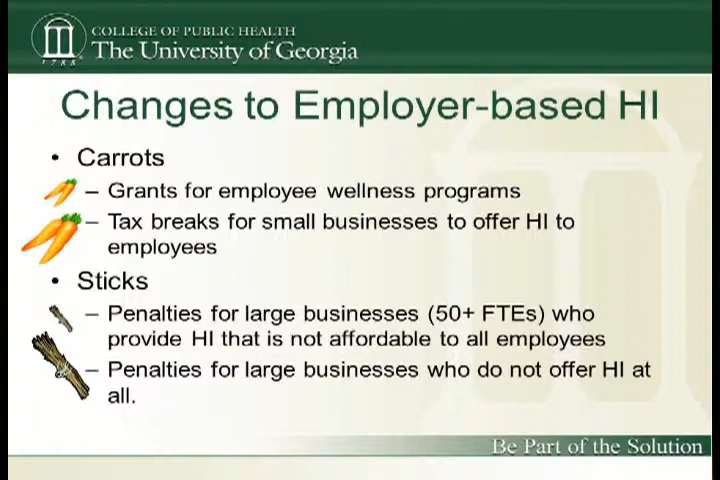 COLLEGE OF PUBLIC HEALTH
The University of Georgia
1785
Changes to Employer-based HI
• Carrots
– Grants for employee wellness programs
– Tax breaks for small businesses to offer HI to
employees
• Sticks
– Penalties for large businesses (50+ FTEs) who
provide HI that is not affordable to all employees
– Penalties for large businesses who do not offer HI at
all.
Be Part of the Solution